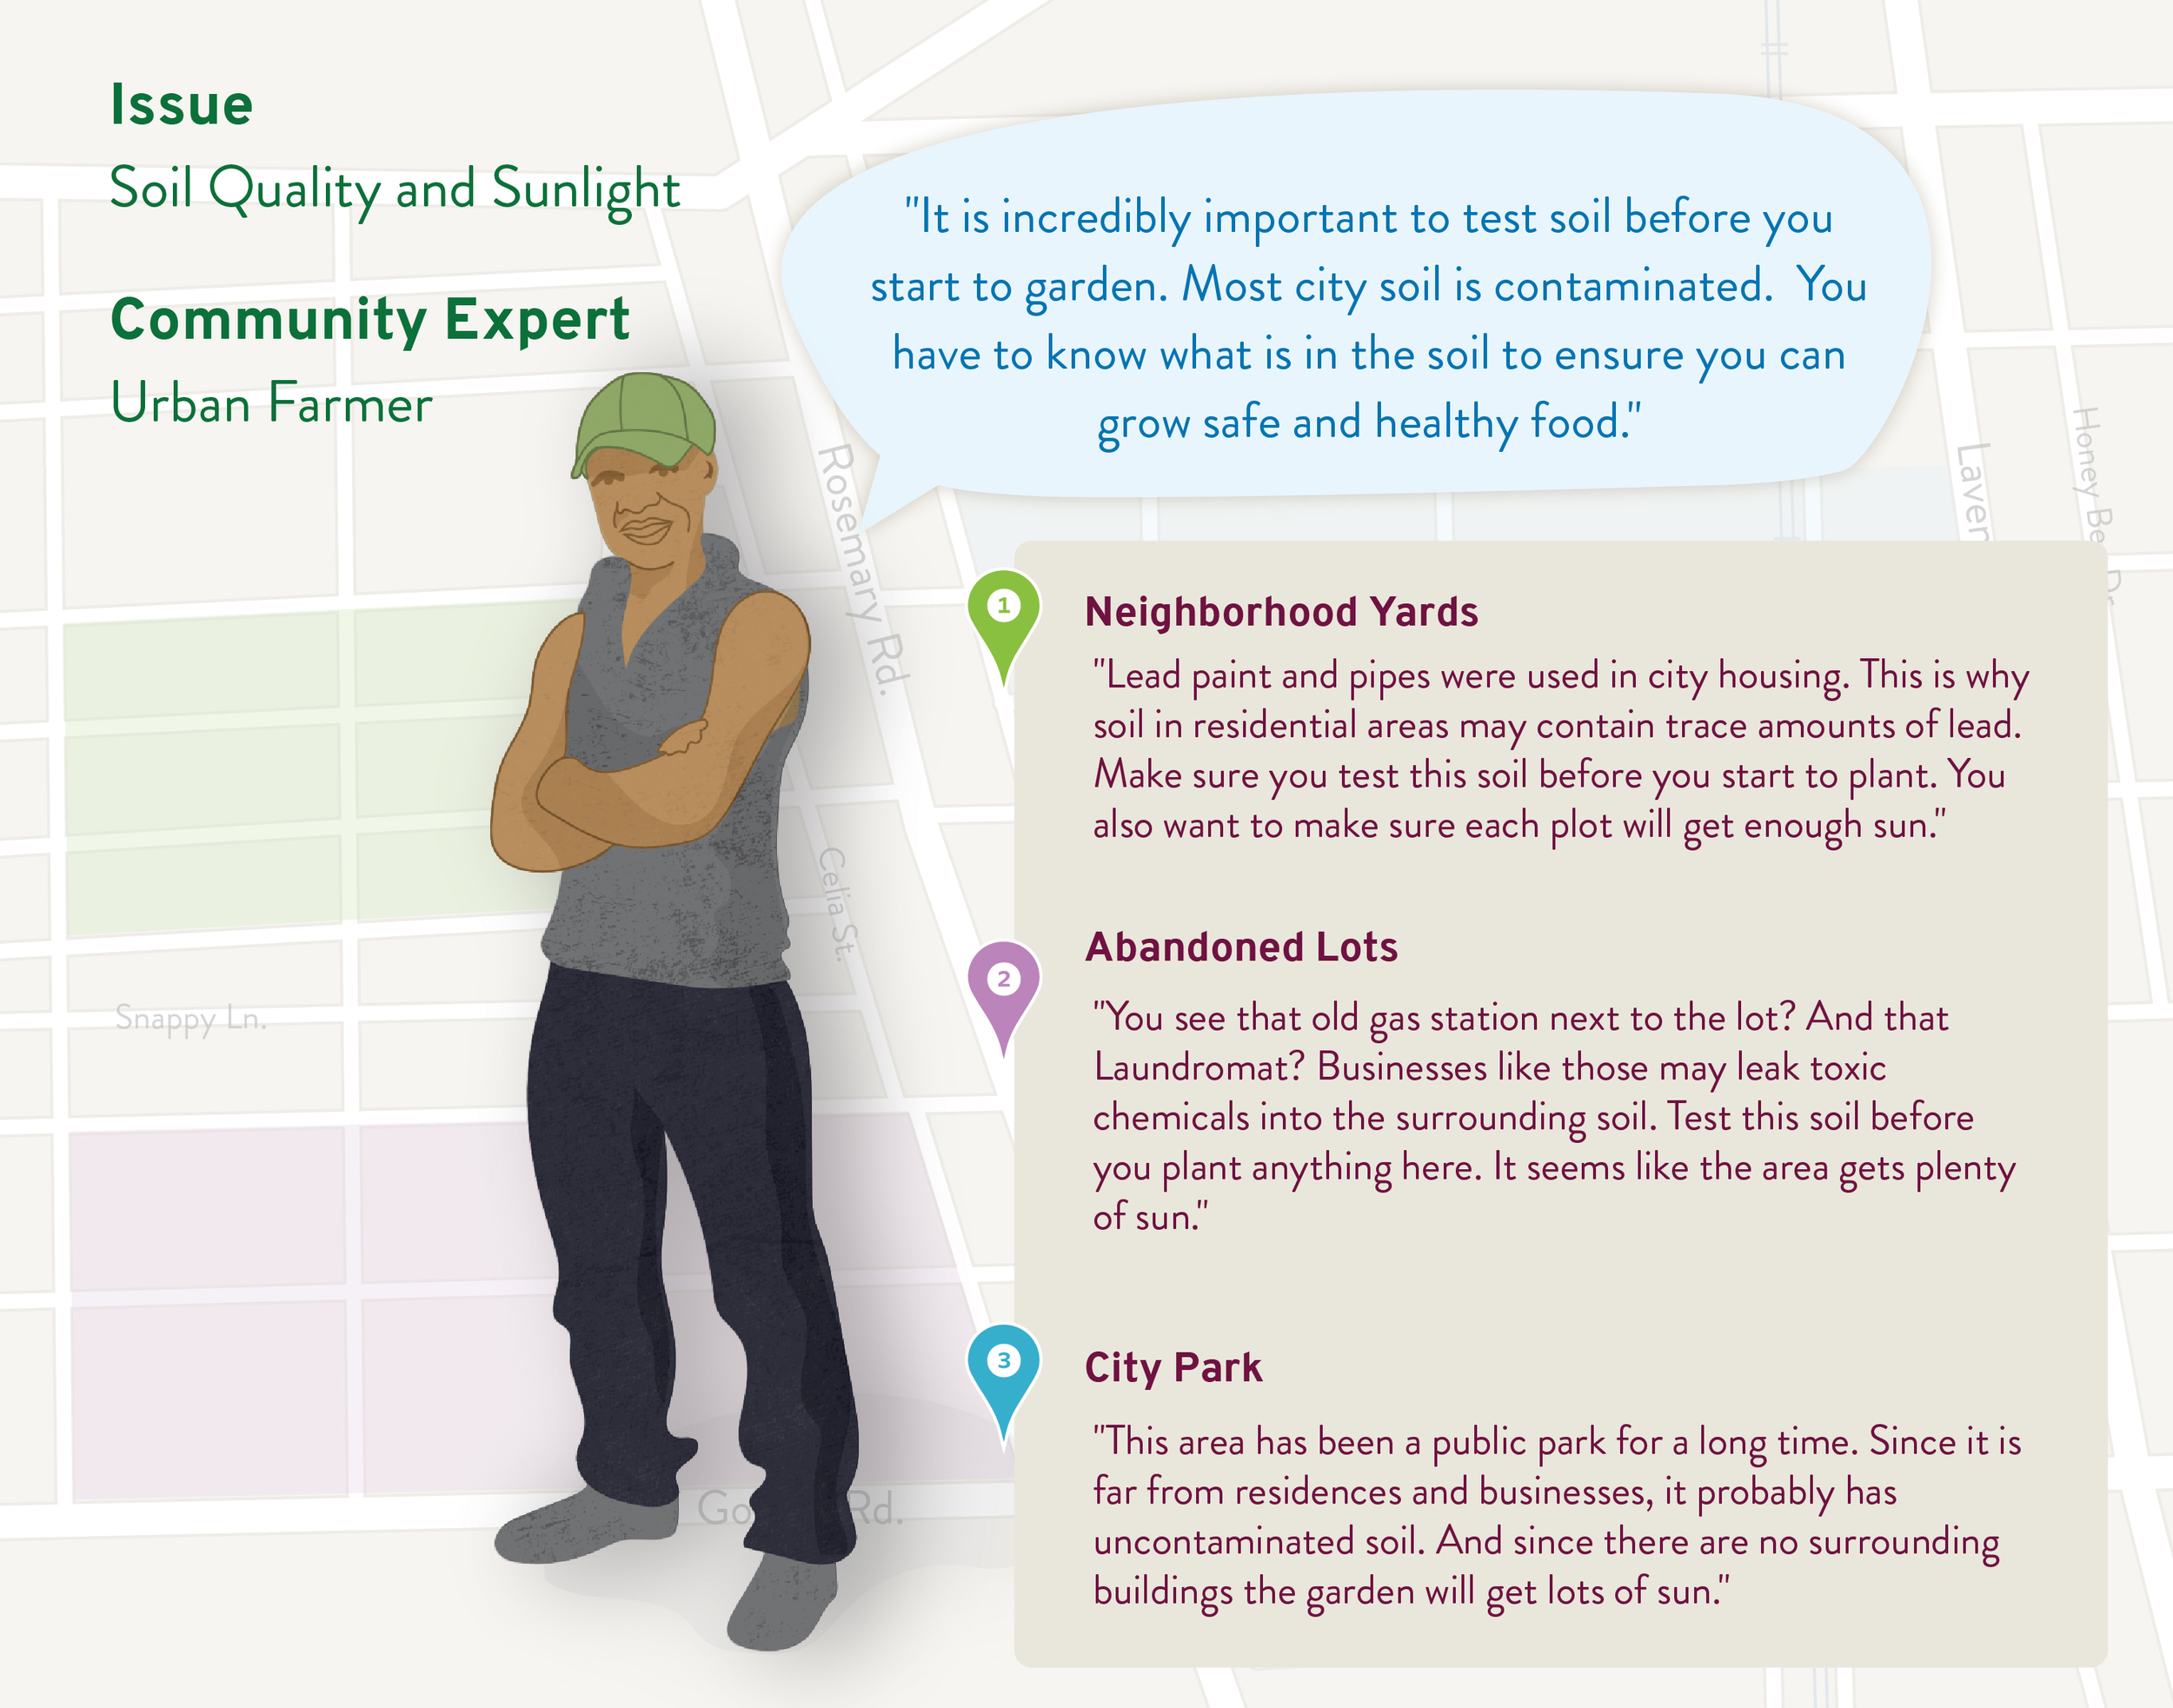 Issue
Soil Quality and Sunlight
Community Expert
Urban Farmer
"It is incredibly important to test soil before you
start to garden. Most city soil is contaminated.  You
have to know what is in the soil to ensure you can
grow safe and healthy food."
Rosemary Rd.
Laven
Honey Be
Dr
1
Neighborhood Yards
"Lead paint and pipes were used in city housing. This is why
soil in residential areas may contain trace amounts of lead.
Make sure you test this soil before you start to plant. You
also want to make sure each plot will get enough sun."
Celia St.
Snappy Ln.
2
Abandoned Lots
"You see that old gas station next to the lot? And that
Laundromat? Businesses like those may leak toxic
chemicals into the surrounding soil. Test this soil before
you plant anything here. It seems like the area gets plenty
of sun."
3
City Park
"This area has been a public park for a long time. Since it is
far from residences and businesses, it probably has
uncontaminated soil. And since there are no surrounding
buildings the garden will get lots of sun."
Go Rd.